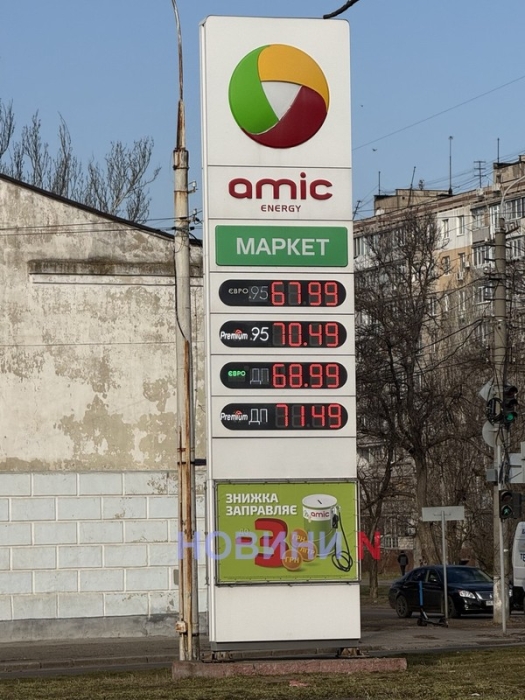 amic
ENERGY
МАРКЕТ
ЄВРО .95 67.99
Premium .95 70.49
ЄВРО ДП 68.99
Premium ДП 71.49
ЗНИЖКА
ЗАПРАВЛЯЄ
amic
3
НОВИНИ N